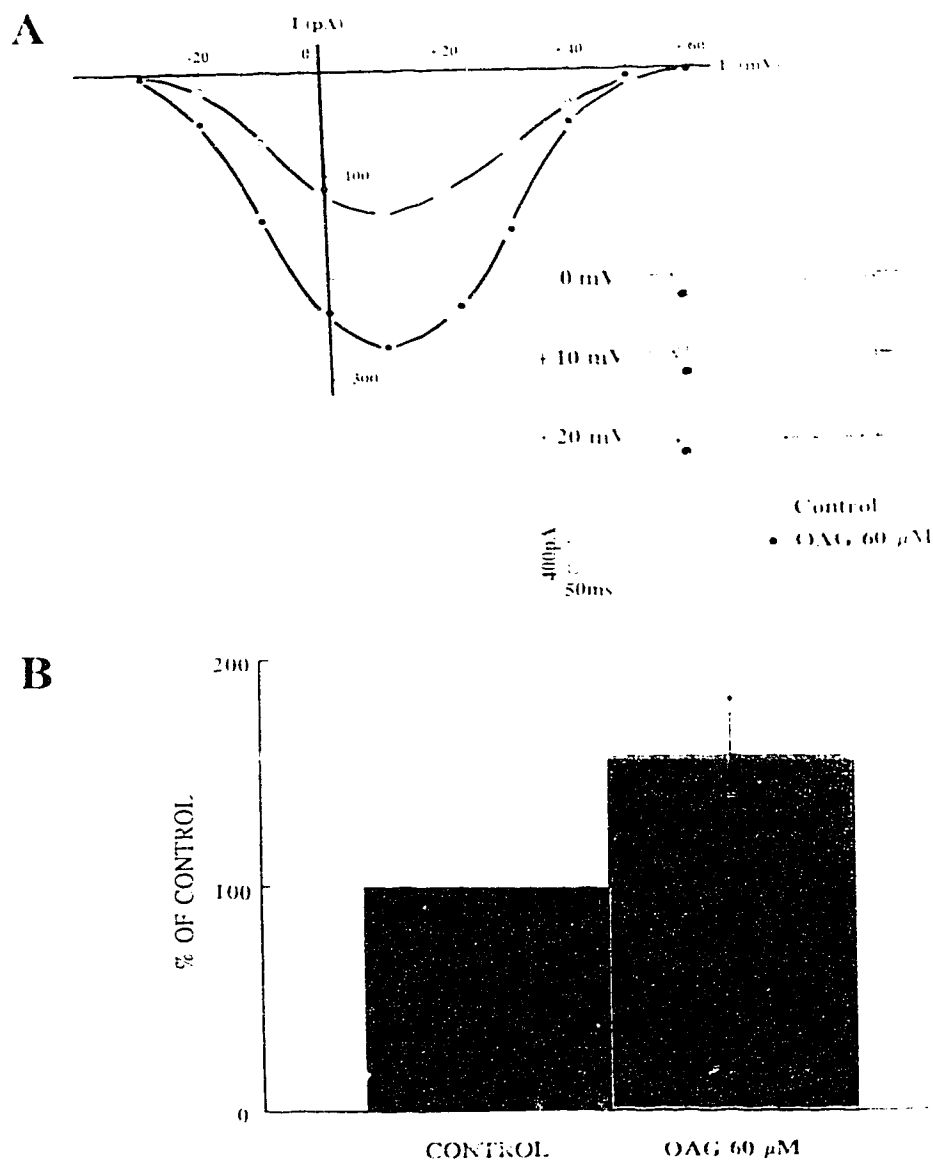 A
I (pA)
-20 0 +20 +40 +60
(mV)
100
300
0 mV
+10 mV
20 mV
Control
• OAG 60 µM
400pA
50ms
B
200
100
0
% OF CONTROL
CONTROL OAG 60 µM